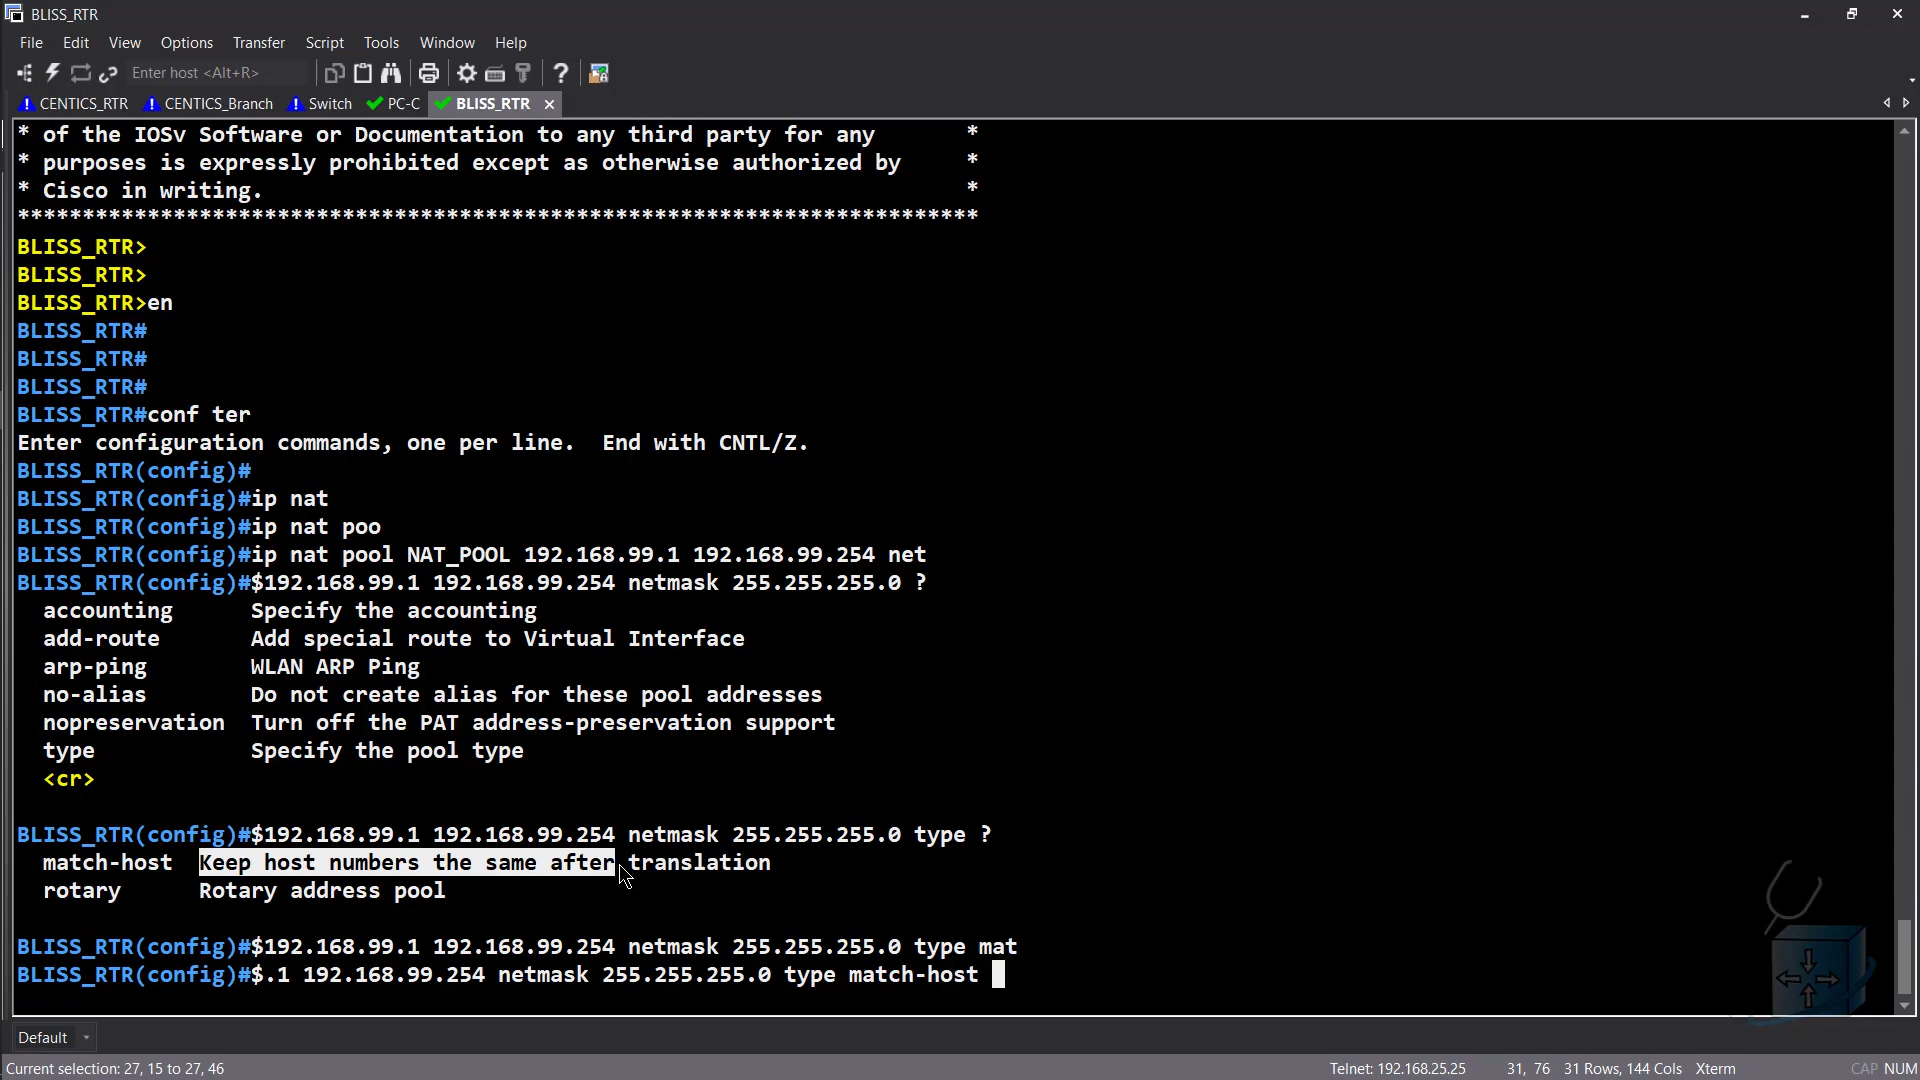 BLISS_RTR
File Edit View Options Transfer Script Tools Window Help
Enter host <Alt+R>
CENTICS_RTR CENTICS_Branch Switch PC-C BLISS_RTR
* of the IOSv Software or Documentation to any third party for any *
* purposes is expressly prohibited except as otherwise authorized by *
* Cisco in writing. *
**************************************************************************
BLISS_RTR>
BLISS_RTR>
BLISS_RTR>en
BLISS_RTR#
BLISS_RTR#
BLISS_RTR#
BLISS_RTR#conf ter
Enter configuration commands, one per line.  End with CNTL/Z.
BLISS_RTR(config)#
BLISS_RTR(config)#ip nat
BLISS_RTR(config)#ip nat poo
BLISS_RTR(config)#ip nat pool NAT_POOL 192.168.99.1 192.168.99.254 net
BLISS_RTR(config)#$192.168.99.1 192.168.99.254 netmask 255.255.255.0 ?
accounting Specify the accounting
add-route Add special route to Virtual Interface
arp-ping WLAN ARP Ping
no-alias Do not create alias for these pool addresses
nopreservation Turn off the PAT address-preservation support
type Specify the pool type
<cr>
BLISS_RTR(config)#$192.168.99.1 192.168.99.254 netmask 255.255.255.0 type ?
match-host Keep host numbers the same after translation
rotary Rotary address pool
BLISS_RTR(config)#$192.168.99.1 192.168.99.254 netmask 255.255.255.0 type mat
BLISS_RTR(config)#$.1 192.168.99.254 netmask 255.255.255.0 type match-host
Default
Current selection: 27, 15 to 27, 46 Telnet: 192.168.25.25 31, 76 31 Rows, 144 Cols Xterm CAP NUM